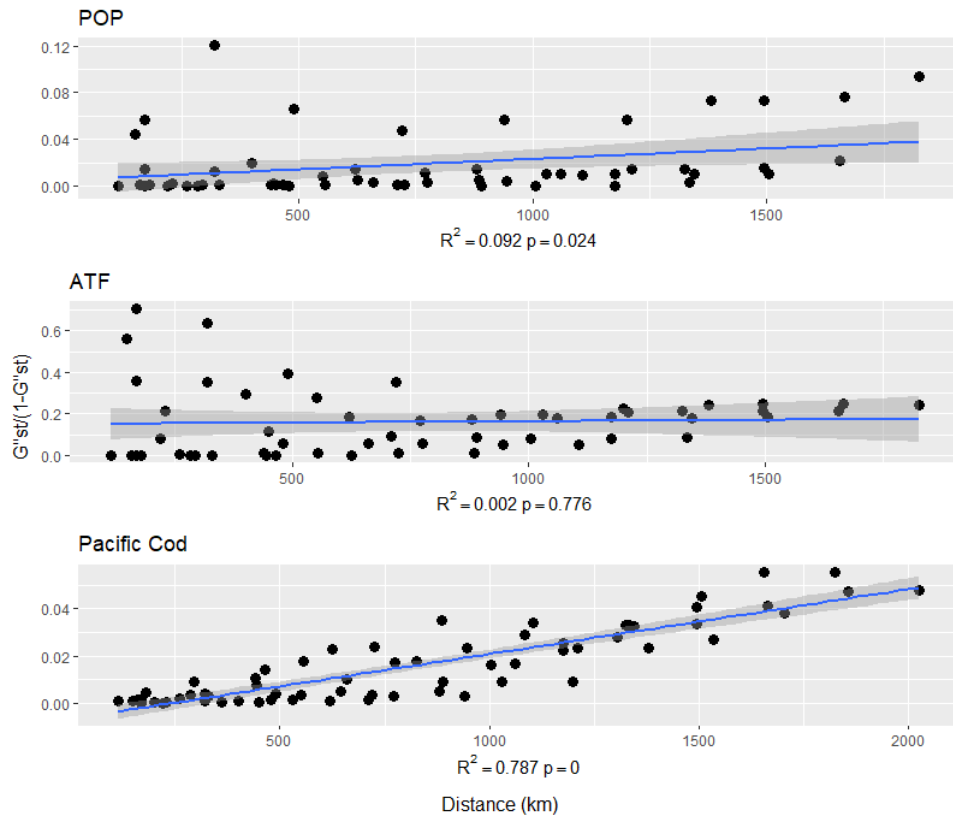 POP
0.12
0.08
0.04
0.00
500
1000
1500
R² = 0.092 p = 0.024
ATF
G''st/(1-G''st)
0.6
0.4
0.2
0.0
500
1000
1500
R² = 0.002 p = 0.776
Pacific Cod
0.04
0.02
0.00
500
1000
1500
2000
R² = 0.787 p = 0
Distance (km)